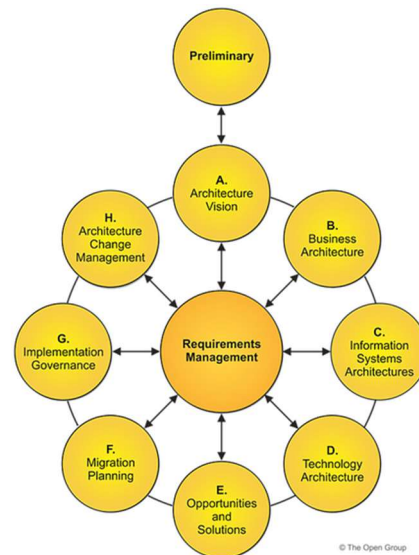 Preliminary
A.
Architecture
Vision
B.
Business
Architecture
C.
Information
Systems
Architectures
D.
Technology
Architecture
E.
Opportunities
and
Solutions
F.
Migration
Planning
G.
Implementation
Governance
H.
Architecture
Change
Management
Requirements
Management
© The Open Group